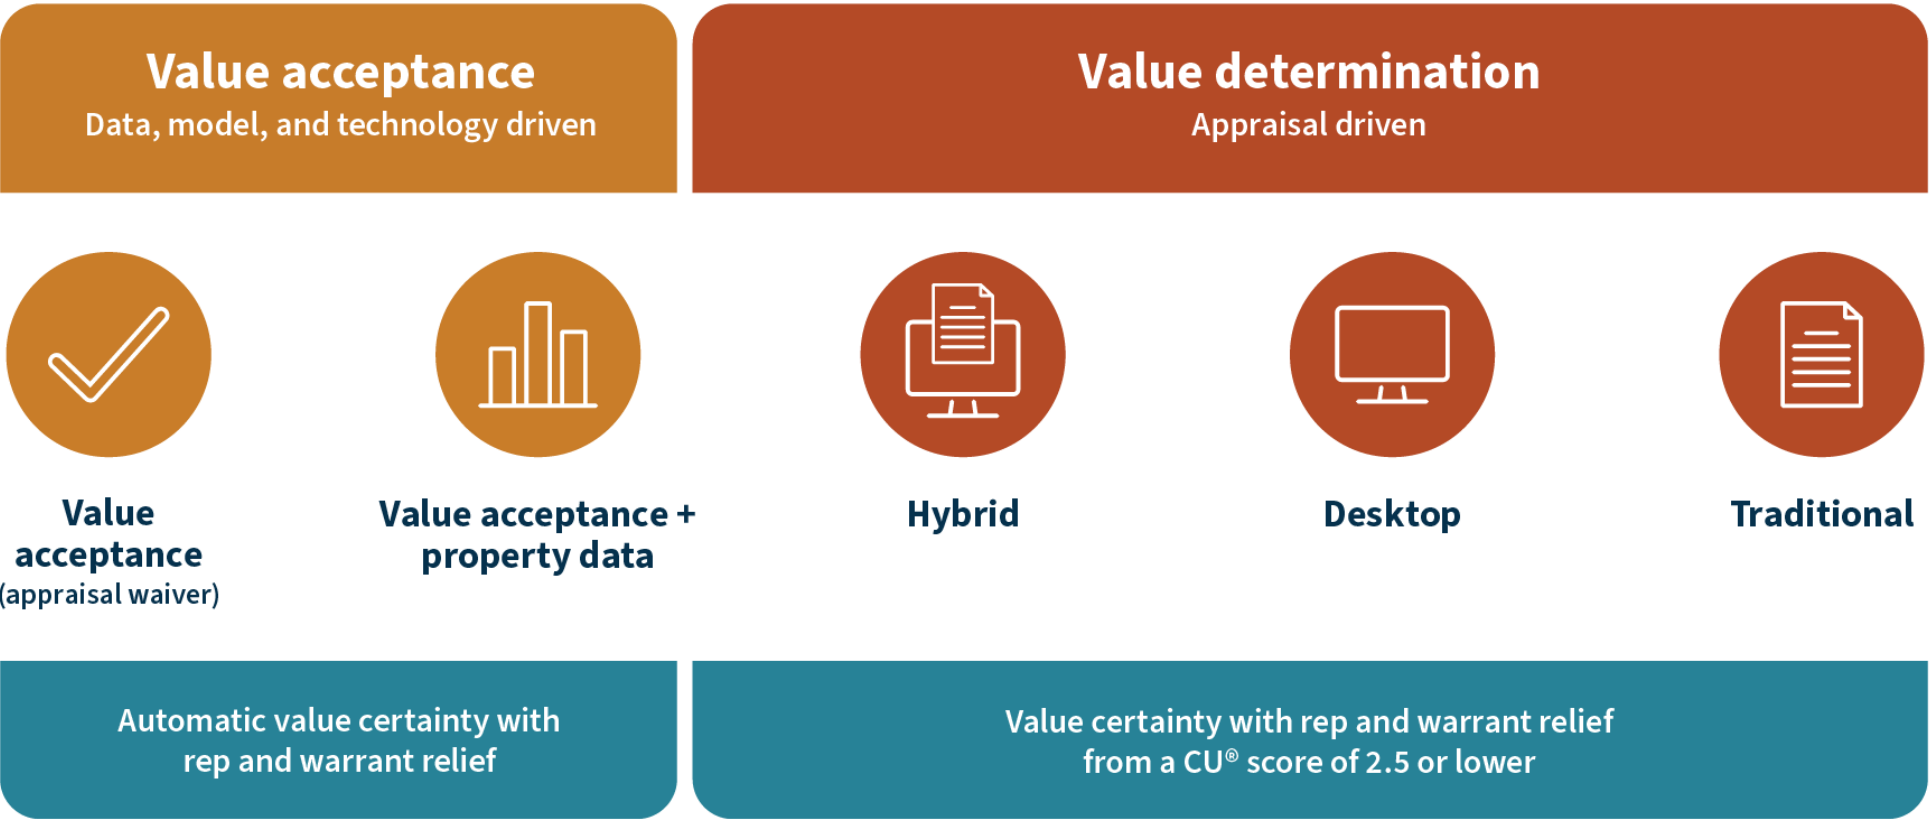 Value acceptance
Data, model, and technology driven
Value determination
Appraisal driven
Value
acceptance
(appraisal waiver)
Value acceptance +
property data
Hybrid
Desktop
Traditional
Automatic value certainty with
rep and warrant relief
Value certainty with rep and warrant relief
from a CU® score of 2.5 or lower